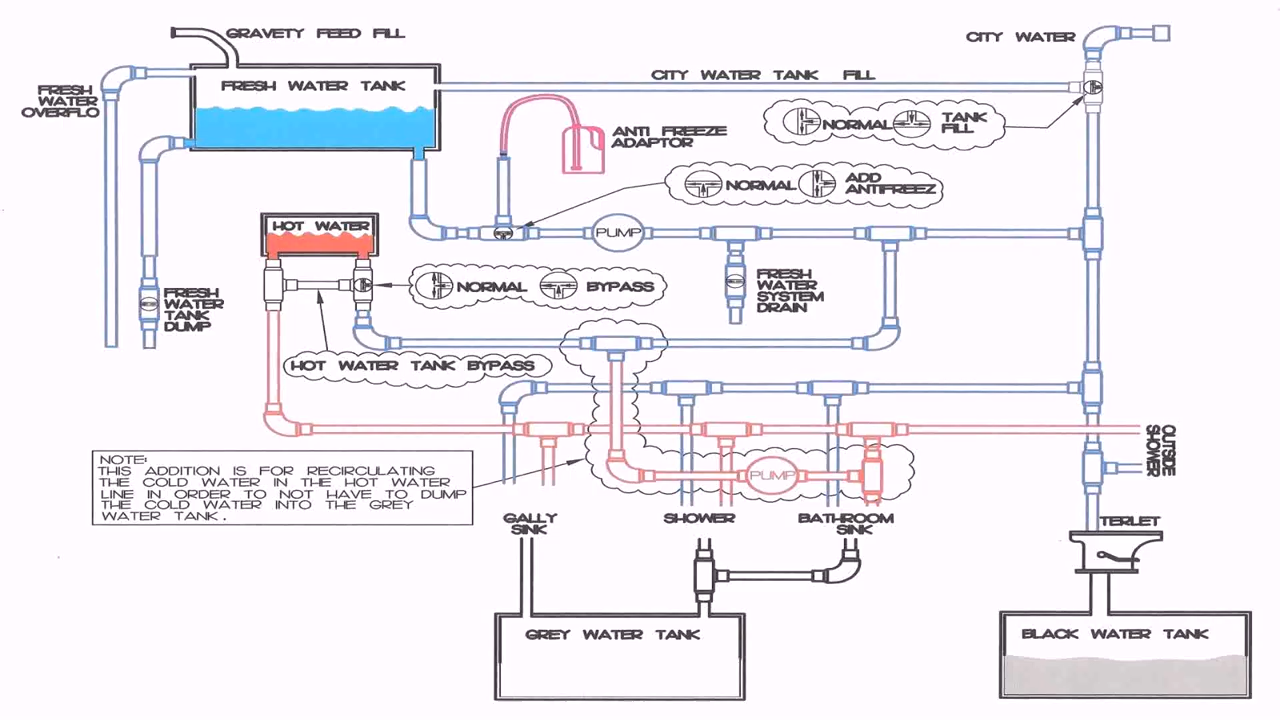 GRAVETY FEED FILL
CITY WATER
FRESH WATER TANK
CITY WATER TANK FILL
FRESH
WATER
OVERFLO
NORMAL
TANK
FILL
ANTI FREEZE
ADAPTOR
NORMAL
ADD
ANTIFREEZ
HOT WATER
PUMP
FRESH
WATER
SYSTEM
DRAIN
NORMAL
BYPASS
FRESH
WATER
TANK
DUMP
HOT WATER TANK BYPASS
OUTSIDE
SHOWER
NOTE:
THIS ADDITION IS FOR RECIRCULATING
THE COLD WATER IN THE HOT WATER
LINE IN ORDER TO NOT HAVE TO DUMP
THE COLD WATER INTO THE GREY
WATER TANK.
PUMP
GALLY
SINK
SHOWER
BATHROOM
SINK
TERLET
GREY WATER TANK
BLACK WATER TANK